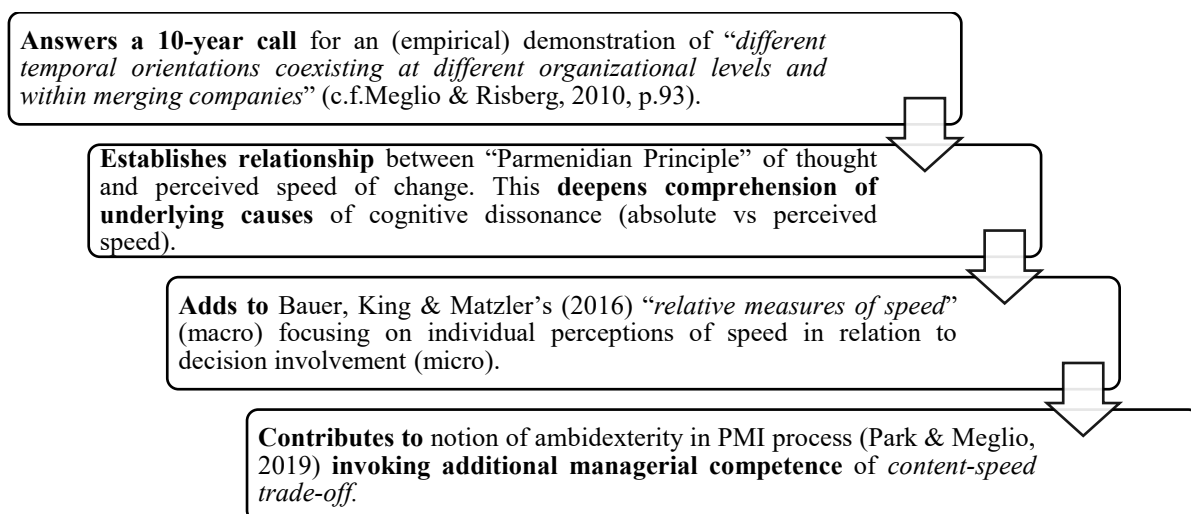 Answers a 10-year call for an (empirical) demonstration of “different
temporal orientations coexisting at different organizational levels and
within merging companies” (c.f.Meglio & Risberg, 2010, p.93).
Establishes relationship between “Parmenidian Principle” of thought
and perceived speed of change. This deepens comprehension of
underlying causes of cognitive dissonance (absolute vs perceived
speed).
Adds to Bauer, King & Matzler’s (2016) “relative measures of speed”
(macro) focusing on individual perceptions of speed in relation to
decision involvement (micro).
Contributes to notion of ambidexterity in PMI process (Park & Meglio,
2019) invoking additional managerial competence of content-speed
trade-off.